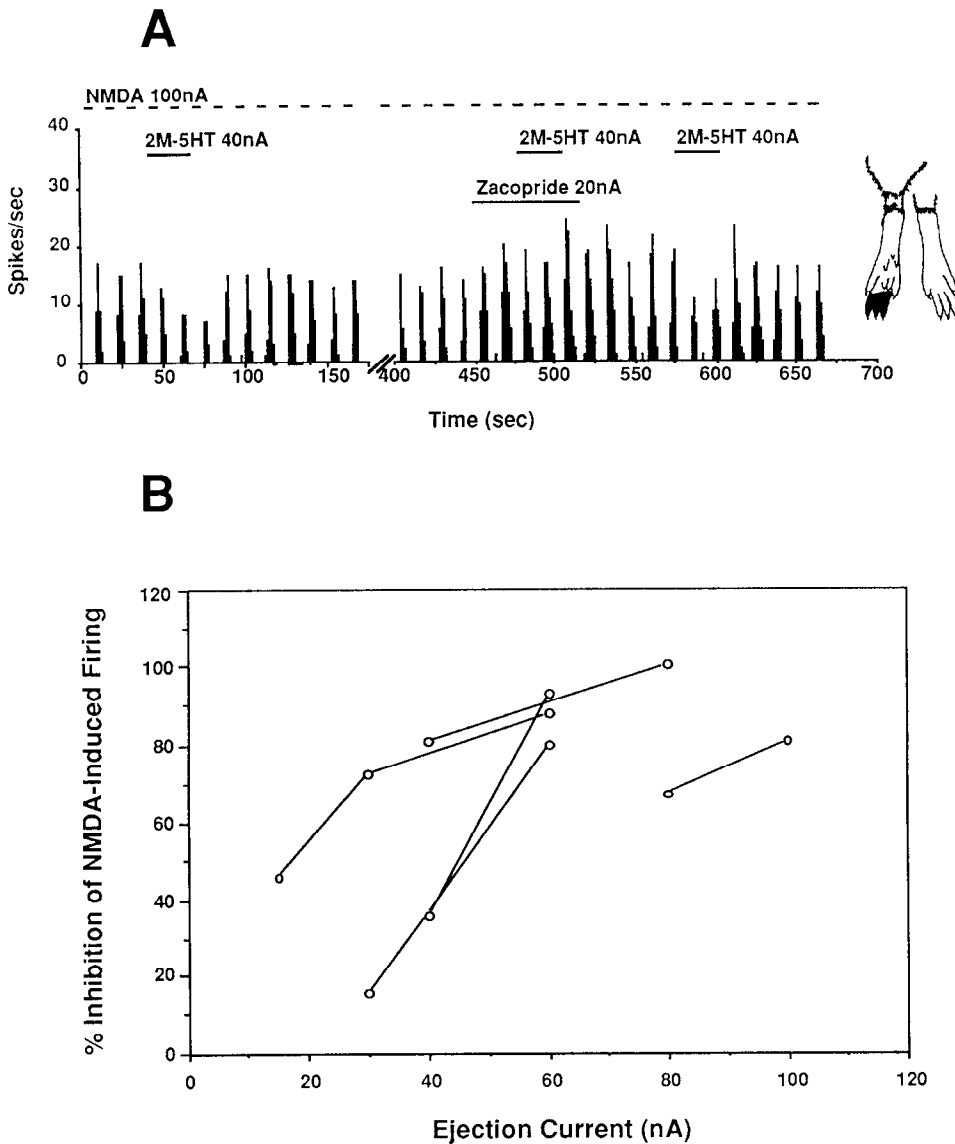 A
NMDA 100nA
40
2M-5HT 40nA
2M-5HT 40nA
2M-5HT 40nA
30
Zacopride 20nA
20
10
0
Spikes/sec
0 50 100 150 400 450 500 550 600 650 700
Time (sec)
B
120
100
80
60
40
20
0
% Inhibition of NMDA-Induced Firing
0 20 40 60 80 100 120
Ejection Current (nA)